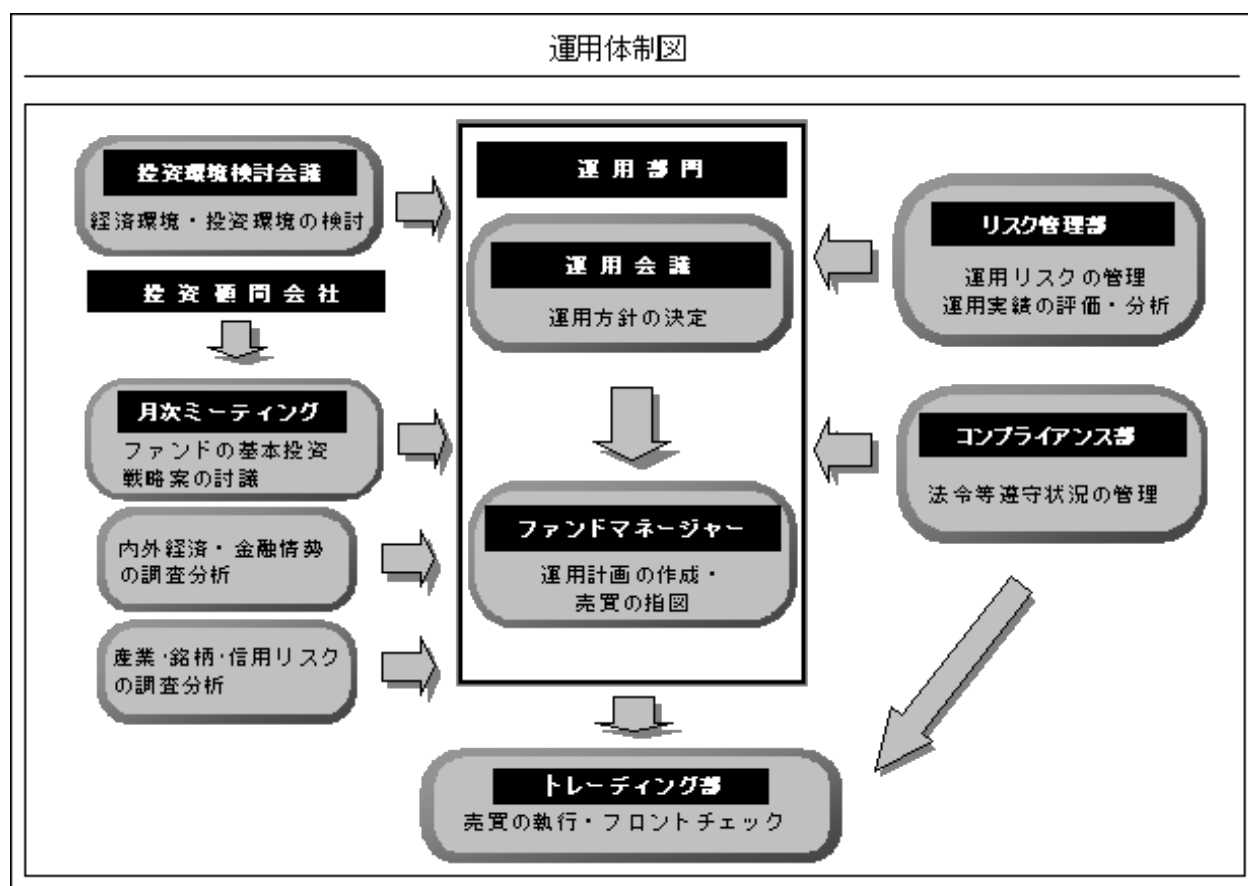 運用体制図
投資環境検討会議
経済環境・投資環境の検討
投資顧問会社
月次ミーティング
ファンドの基本投資
戦略案の討議
内外経済・金融情勢
の調査分析
産業・銘柄・信用リスク
の調査分析
運用部門
運用会議
運用方針の決定
ファンドマネージャー
運用計画の作成・
売買の指図
リスク管理部
運用リスクの管理
運用実績の評価・分析
コンプライアンス部
法令等遵守状況の管理
トレーディング部
売買の執行・フロントチェック